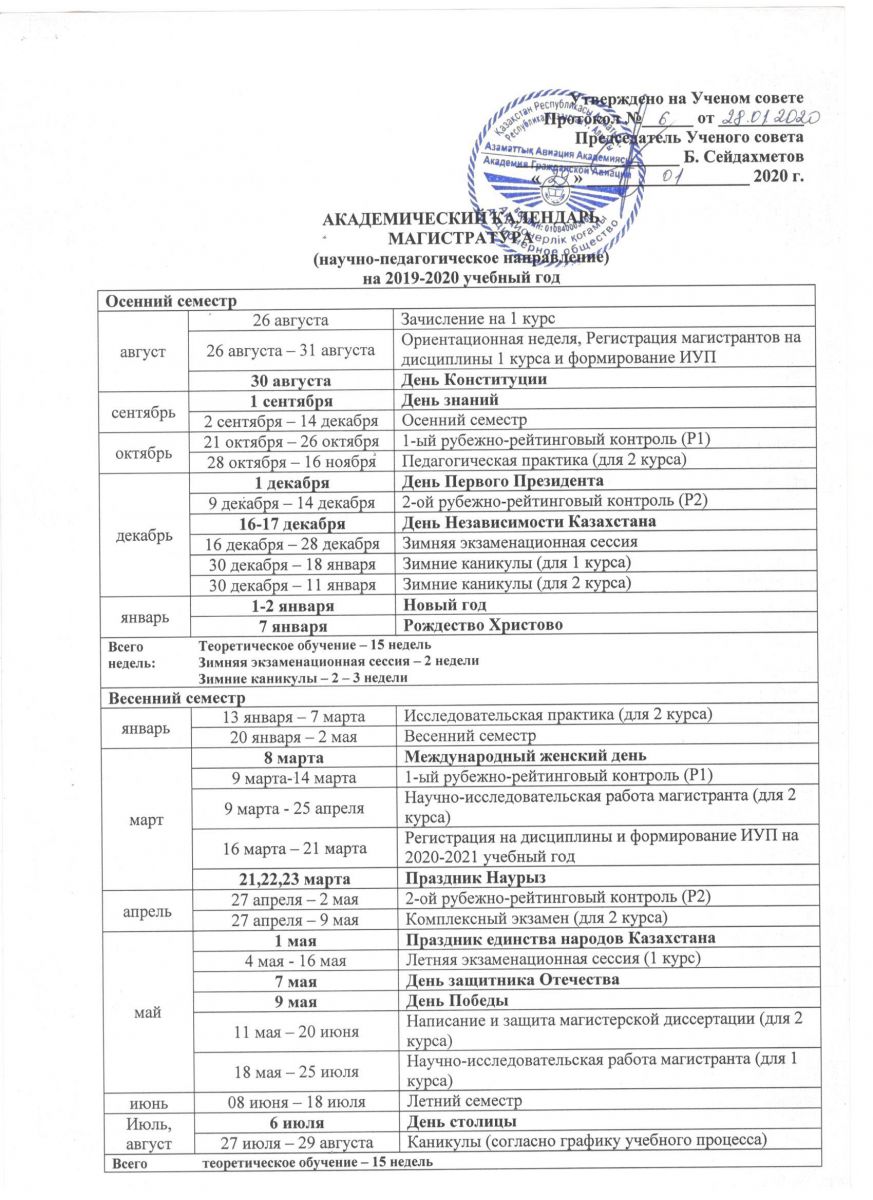 Утверждено на Ученом совете
Протокол № 6 от 28.01 2020
Председатель Ученого совета
Б. Сейдахметов
« 29 » 01 2020 г.
Қазақстан Республикасы
Азаматтық Авиация Академиясы
Академия Гражданской Авиации
Акционерлік қоғамы
Акционерное общество
АКАДЕМИЧЕСКИЙ КАЛЕНДАРЬ
МАГИСТРАТУРА
(научно-педагогическое направление)
на 2019-2020 учебный год
Осенний семестр
август
26 августа Зачисление на 1 курс
26 августа – 31 августа Ориентационная неделя, Регистрация магистрантов на
дисциплины 1 курса и формирование ИУП
30 августа День Конституции
сентябрь
1 сентября День знаний
2 сентября – 14 декабря Осенний семестр
октябрь
21 октября – 26 октября 1-ый рубежно-рейтинговый контроль (Р1)
28 октября – 16 ноября Педагогическая практика (для 2 курса)
декабрь
1 декабря День Первого Президента
9 декабря – 14 декабря 2-ой рубежно-рейтинговый контроль (Р2)
16-17 декабря День Независимости Казахстана
16 декабря – 28 декабря Зимняя экзаменационная сессия
30 декабря – 18 января Зимние каникулы (для 1 курса)
30 декабря – 11 января Зимние каникулы (для 2 курса)
январь
1-2 января Новый год
7 января Рождество Христово
Всего Теоретическое обучение – 15 недель
недель: Зимняя экзаменационная сессия – 2 недели
Зимние каникулы – 2 – 3 недели
Весенний семестр
январь
13 января – 7 марта Исследовательская практика (для 2 курса)
20 января – 2 мая Весенний семестр
март
8 марта Международный женский день
9 марта-14 марта 1-ый рубежно-рейтинговый контроль (Р1)
9 марта - 25 апреля Научно-исследовательская работа магистранта (для 2
курса)
16 марта – 21 марта Регистрация на дисциплины и формирование ИУП на
2020-2021 учебный год
21,22,23 марта Праздник Наурыз
апрель
27 апреля – 2 мая 2-ой рубежно-рейтинговый контроль (Р2)
27 апреля – 9 мая Комплексный экзамен (для 2 курса)
май
1 мая Праздник единства народов Казахстана
4 мая - 16 мая Летняя экзаменационная сессия (1 курс)
7 мая День защитника Отечества
9 мая День Победы
11 мая – 20 июня Написание и защита магистерской диссертации (для 2
курса)
18 мая – 25 июля Научно-исследовательская работа магистранта (для 1
курса)
июнь 08 июня – 18 июля Летний семестр
Июль,
август
6 июля День столицы
27 июля – 29 августа Каникулы (согласно графику учебного процесса)
Всего теоретическое обучение – 15 недель